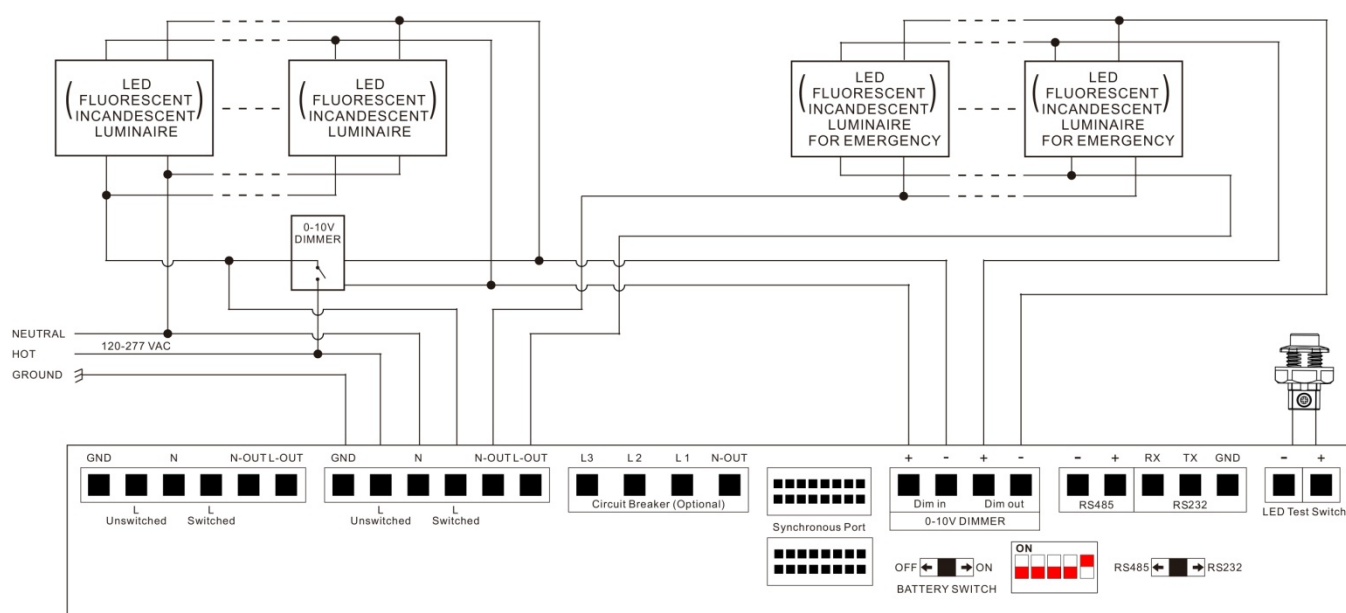 LED
FLUORESCENT
INCANDESCENT
LUMINAIRE
LED
FLUORESCENT
INCANDESCENT
LUMINAIRE
LED
FLUORESCENT
INCANDESCENT
LUMINAIRE
FOR EMERGENCY
LED
FLUORESCENT
INCANDESCENT
LUMINAIRE
FOR EMERGENCY
0-10V
DIMMER
NEUTRAL
120-277 VAC
HOT
GROUND
GND N N-OUT L-OUT
L L
Unswitched Switched
GND N N-OUT L-OUT
L L
Unswitched Switched
L3 L2 L1 N-OUT
Circuit Breaker (Optional)
Synchronous Port
+ - + -
Dim in Dim out
0-10V DIMMER
- + RX TX GND
RS485 RS232
- +
LED Test Switch
OFF ON
BATTERY SWITCH
ON
RS485 RS232